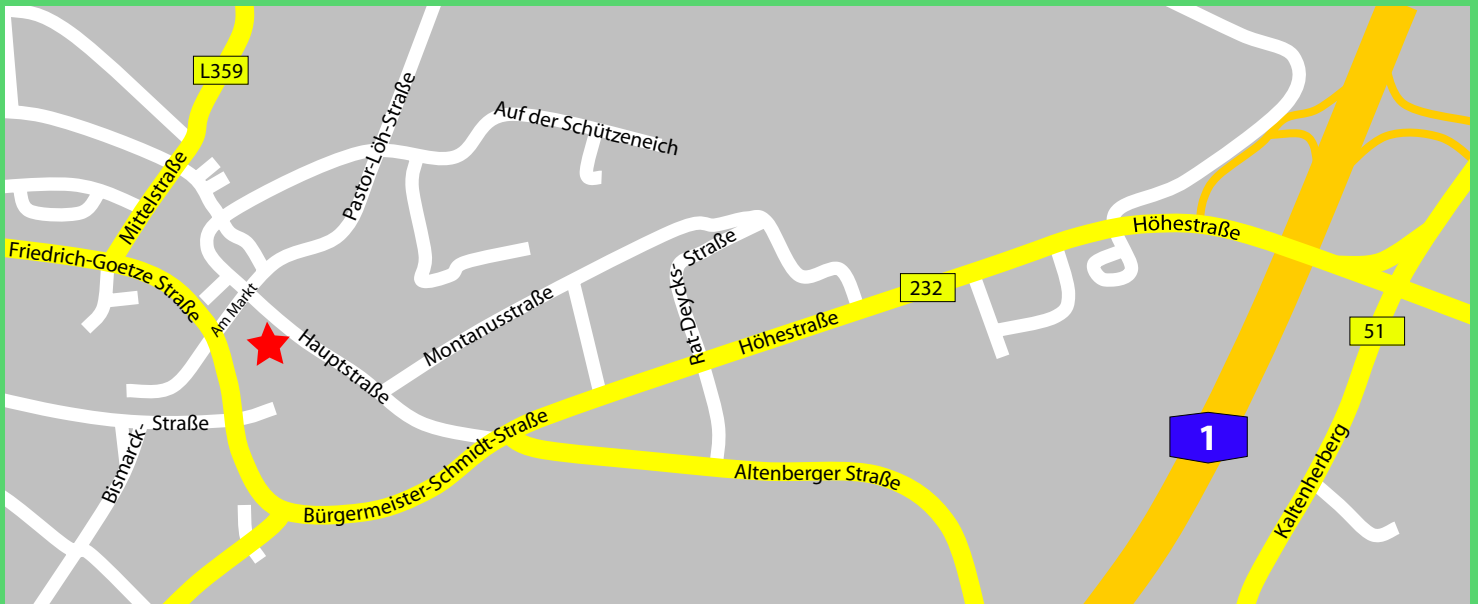 L359
Pastor-Löh-Straße
Auf der Schützeneich
Mittelstraße
Friedrich-Goetze Straße
Am Markt
Hauptstraße
Montanusstraße
Rat-Deycks-
Straße
Höhestraße
232
Höhestraße
51
1
Kaltenherberg
Bismarck-
Straße
Bürgermeister-Schmidt-Straße
Altenberger Straße